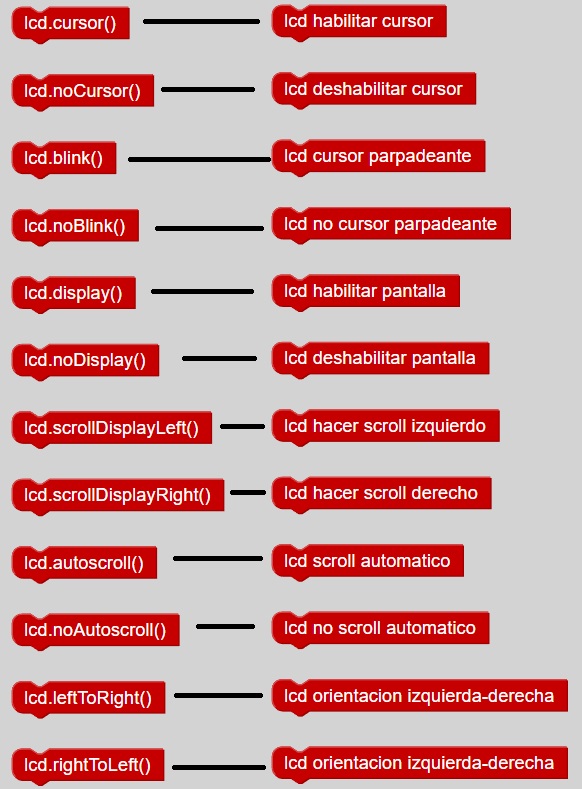 lcd.cursor() lcd habilitar cursor
lcd.noCursor() lcd deshabilitar cursor
lcd.blink() lcd cursor parpadeante
lcd.noBlink() lcd no cursor parpadeante
lcd.display() lcd habilitar pantalla
lcd.noDisplay() lcd deshabilitar pantalla
lcd.scrollDisplayLeft() lcd hacer scroll izquierdo
lcd.scrollDisplayRight() lcd hacer scroll derecho
lcd.autoscroll() lcd scroll automatico
lcd.noAutoscroll() lcd no scroll automatico
lcd.leftToRight() lcd orientacion izquierda-derecha
lcd.rightToLeft() lcd orientacion izquierda-derecha